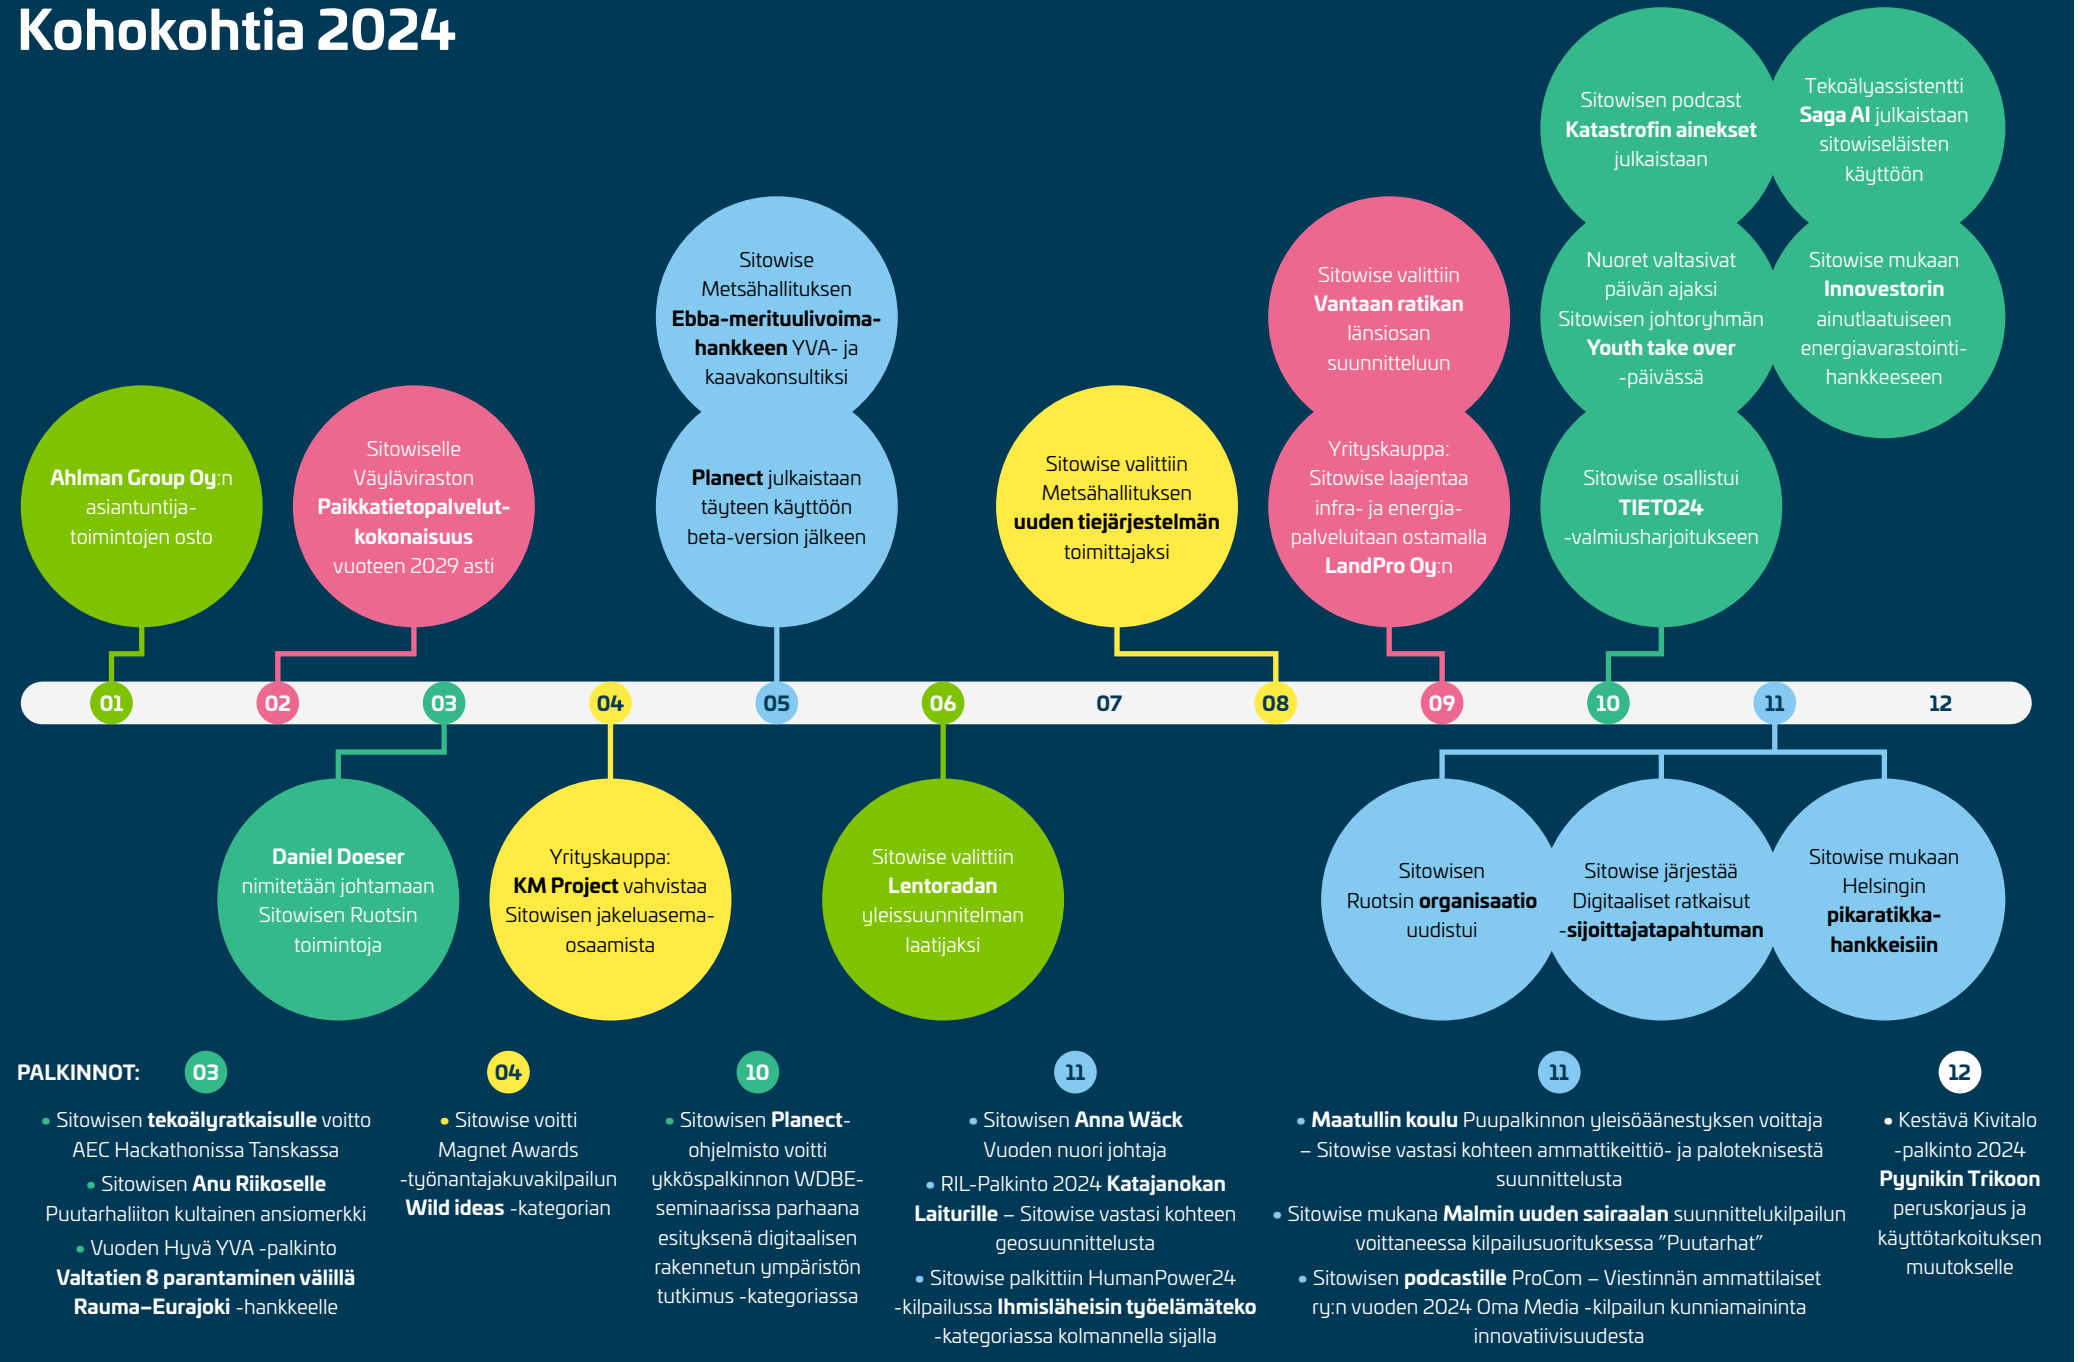 Kohokohtia 2024
Sitowisen podcast
Katastrofin ainekset
julkaistaan
Tekoälyassistentti
Saga AI julkaistaan
sitowiseläisten
käyttöön
Sitowise
Metsähallituksen
Ebba-merituulivoima-
hankkeen YVA- ja
kaavakonsultiksi
Sitowise valittiin
Vantaan ratikan
länsiosan
suunnitteluun
Nuoret valtasivat
päivän ajaksi
Sitowisen johtoryhmän
Youth take over
-päivässä
Sitowise mukaan
Innovestorin
ainutlaatuiseen
energiavarastointi-
hankkeeseen
Ahlman Group Oy:n
asiantuntija-
toimintojen osto
Sitowiselle
Väyläviraston
Paikkatietopalvelut-
kokonaisuus
vuoteen 2029 asti
Planect julkaistaan
täyteen käyttöön
beta-version jälkeen
Sitowise valittiin
Metsähallituksen
uuden tiejärjestelmän
toimittajaksi
Yrityskauppa:
Sitowise laajentaa
infra- ja energia-
palveluitaan ostamalla
LandPro Oy:n
Sitowise osallistui
TIETO24
-valmiusharjoitukseen
01 02 03 04 05 06 07 08 09 10 11 12
Daniel Doeser
nimitetään johtamaan
Sitowisen Ruotsin
toimintoja
Yrityskauppa:
KM Project vahvistaa
Sitowisen jakeluasema-
osaamista
Sitowise valittiin
Lentoradan
yleissuunnitelman
laatijaksi
Sitowisen
Ruotsin organisaatio
uudistui
Sitowise järjestää
Digitaaliset ratkaisut
-sijoittajatapahtuman
Sitowise mukaan
Helsingin
pikaratikka-
hankkeisiin
PALKINNOT:
03
• Sitowisen tekoälyratkaisulle voitto
AEC Hackathonissa Tanskassa
• Sitowisen Anu Riikoselle
Puutarhaliiton kultainen ansiomerkki
• Vuoden Hyvä YVA -palkinto
Valtatien 8 parantaminen välillä
Rauma–Eurajoki -hankkeelle
04
• Sitowise voitti
Magnet Awards
-työnantajakuvakilpailun
Wild ideas -kategorian
10
• Sitowisen Planect-
ohjelmisto voitti
ykköspalkinnon WDBE-
seminaarissa parhaana
esityksenä digitaalisen
rakennetun ympäristön
tutkimus -kategoriassa
11
• Sitowisen Anna Wäck
Vuoden nuori johtaja
• RIL-Palkinto 2024 Katajanokan
Laiturille – Sitowise vastasi kohteen
geosuunnittelusta
• Sitowise palkittiin HumanPower24
-kilpailussa Ihmisläheisin työelämäteko
-kategoriassa kolmannella sijalla
11
• Maatullin koulu Puupalkinnon yleisöäänestyksen voittaja
– Sitowise vastasi kohteen ammattikeittiö- ja paloteknisestä
suunnittelusta
• Sitowise mukana Malmin uuden sairaalan suunnittelukilpailun
voittaneessa kilpailusuorituksessa ”Puutarhat”
• Sitowisen podcastille ProCom – Viestinnän ammattilaiset
ry:n vuoden 2024 Oma Media -kilpailun kunniamaininta
innovatiivisuudesta
12
• Kestävä Kivitalo
-palkinto 2024
Pyynikin Trikoon
peruskorjaus ja
käyttötarkoituksen
muutokselle